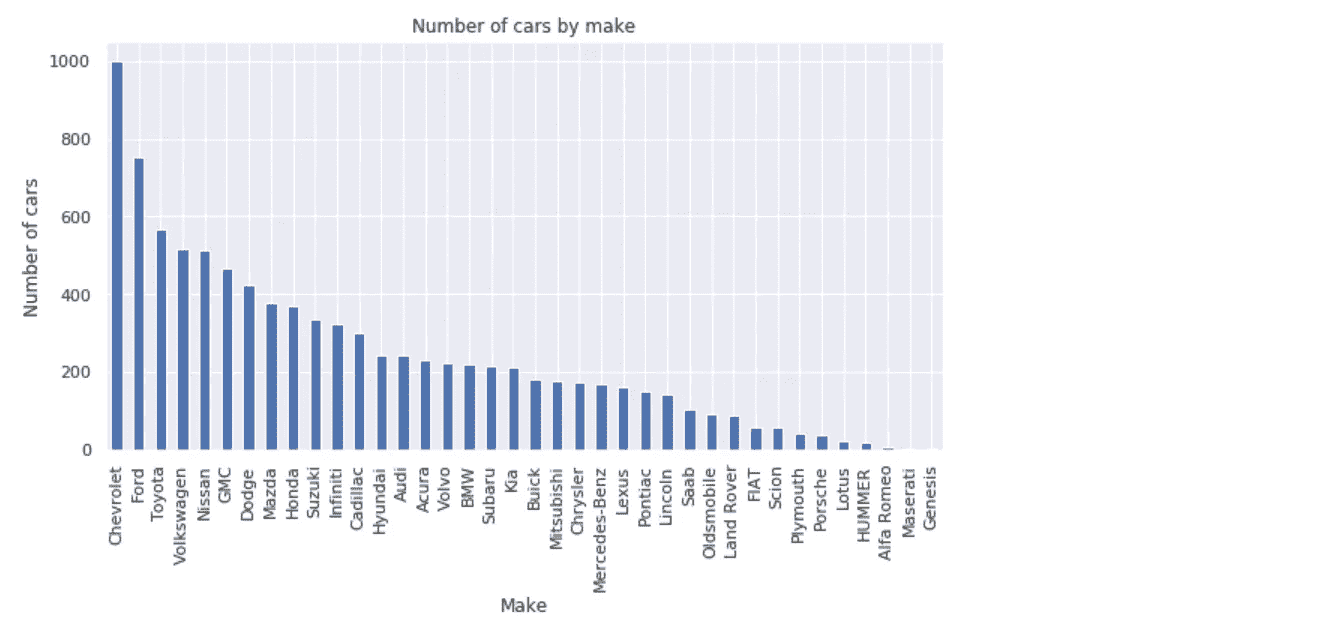 Number of cars by make
1000
800
600
400
200
0
Number of cars
Chevrolet
Ford
Toyota
Volkswagen
Nissan
GMC
Dodge
Mazda
Honda
Suzuki
Infiniti
Cadillac
Hyundai
Audi
Acura
Volvo
BMW
Subaru
Kia
Buick
Mitsubishi
Chrysler
Mercedes-Benz
Lexus
Pontiac
Lincoln
Saab
Oldsmobile
Land Rover
FIAT
Scion
Plymouth
Porsche
Lotus
HUMMER
Alfa Romeo
Maserati
Genesis
Make